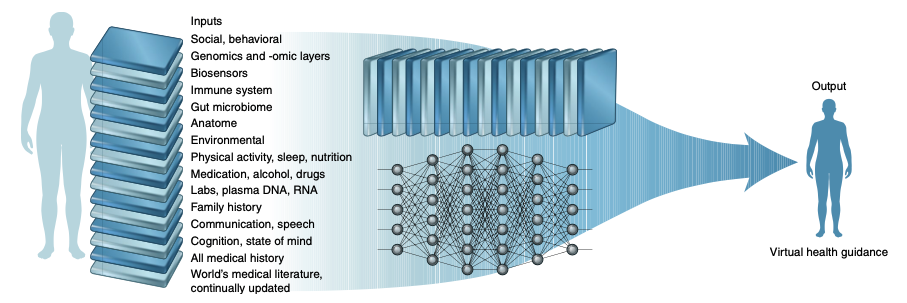 Inputs
Social, behavioral
Genomics and -omic layers
Biosensors
Immune system
Gut microbiome
Anatome
Environmental
Physical activity, sleep, nutrition
Medication, alcohol, drugs
Labs, plasma DNA, RNA
Family history
Communication, speech
Cognition, state of mind
All medical history
World's medical literature,
continually updated
Output
Virtual health guidance